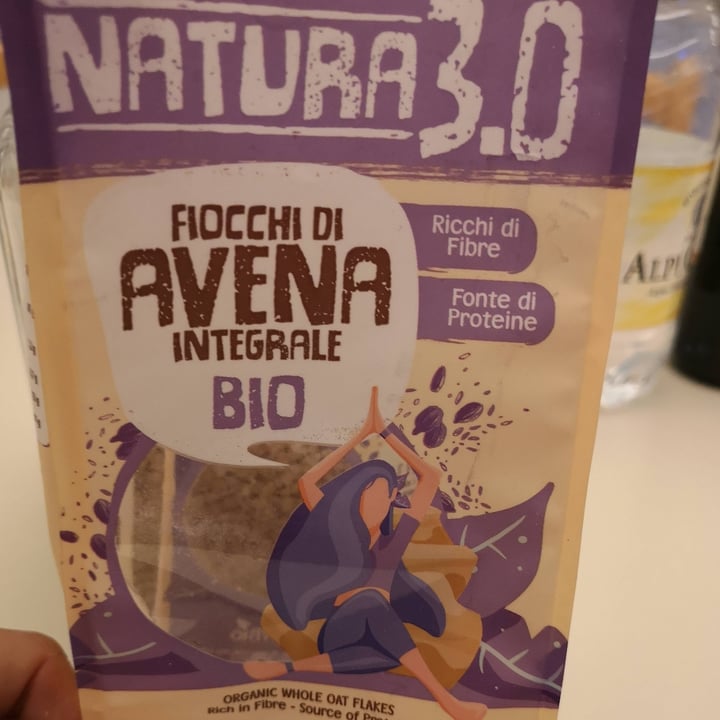 NATURA 3.0
FIOCCHI DI
AVENA
INTEGRALE
BIO
Ricchi di
Fibre
Fonte di
Proteine
ORGANIC WHOLE OAT FLAKES
Rich in Fibre - Source of